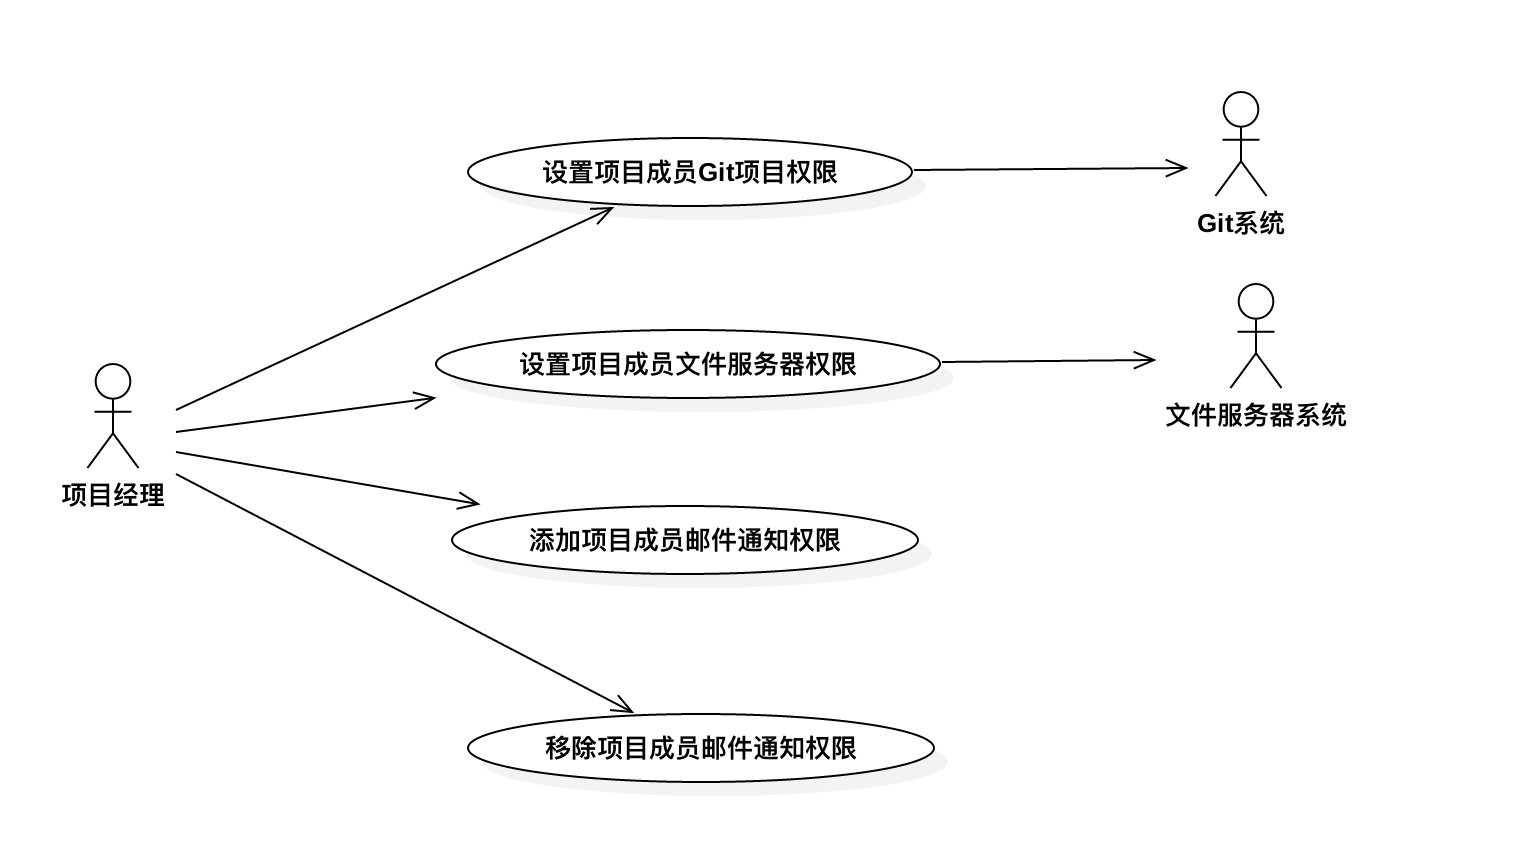 设置项目成员Git项目权限
Git系统
设置项目成员文件服务器权限
文件服务器系统
项目经理
添加项目成员邮件通知权限
移除项目成员邮件通知权限